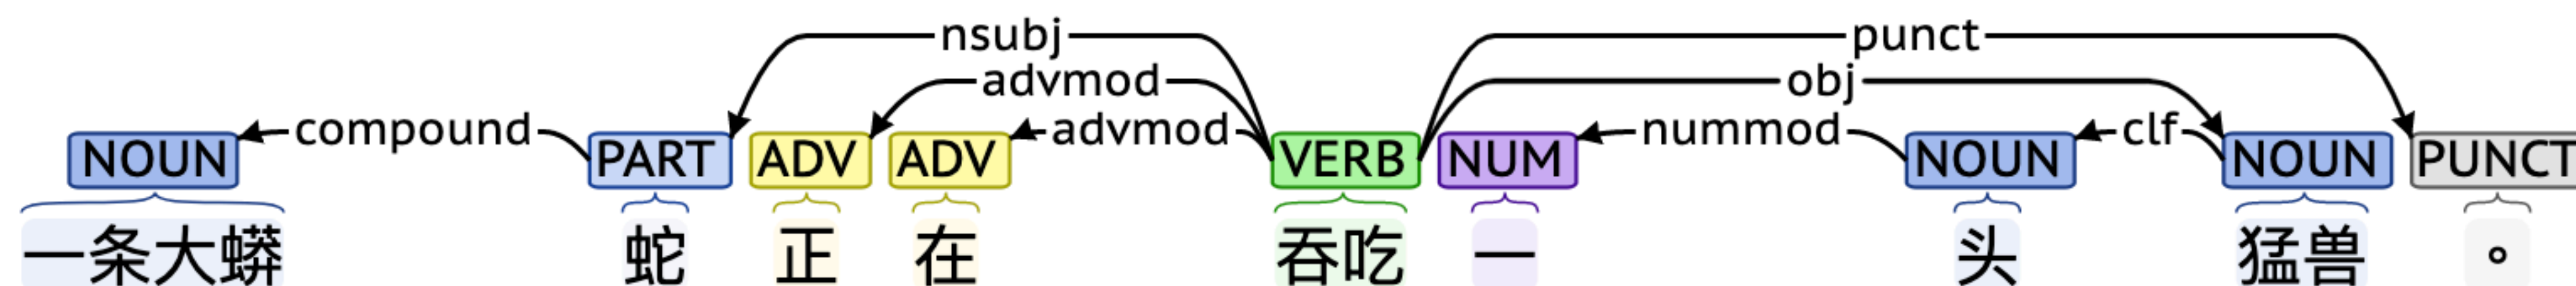 nsubj punct
advmod obj
compound advmod nummod clf
NOUN PART ADV ADV VERB NUM NOUN NOUN PUNCT
一条大蟒 蛇 正 在 吞吃 一 头 猛兽 。